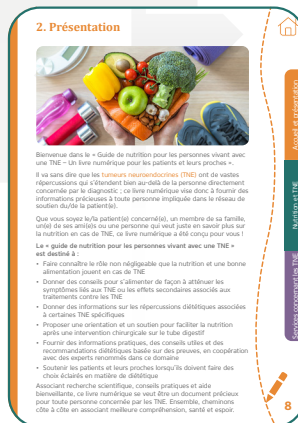 2. Présentation
Bienvenue dans le « Guide de nutrition pour les personnes vivant avec
une TNE – Un livre numérique pour les patients et leurs proches ».
Il va sans dire que les tumeurs neuroendocrines (TNE) ont de vastes
répercussions qui s'étendent bien au-delà de la personne directement
concernée par le diagnostic ; ce livre numérique vise donc à fournir des
informations précieuses à toute personne impliquée dans le réseau de
soutien du/de la patient(e).
Que vous soyez le/la patient(e) concerné(e), un membre de sa famille,
un(e) de ses ami(e)s ou une personne qui veut juste en savoir plus sur
la nutrition en cas de TNE, ce livre numérique a été conçu pour vous !
Le « guide de nutrition pour les personnes vivant avec une TNE »
est destiné à :
• Faire connaître le rôle non négligeable que la nutrition et une bonne
alimentation jouent en cas de TNE
• Donner des conseils pour s'alimenter de façon à atténuer les
symptômes liés aux TNE ou les effets secondaires associés aux
traitements contre les TNE
• Donner des informations sur les répercussions diététiques associées
à certaines TNE spécifiques
• Proposer une orientation et un soutien pour faciliter la nutrition
après une intervention chirurgicale sur le tube digestif
• Fournir des informations pratiques, des conseils utiles et des
recommandations diététiques basées sur des preuves, en coopération
avec des experts renommés dans ce domaine
• Soutenir les patients et leurs proches lorsqu'ils doivent faire des
choix éclairés en matière de diététique
Associant recherche scientifique, conseils pratiques et aide
bienveillante, ce livre numérique se veut être un document précieux
pour toute personne concernée par les TNE. Ensemble, cheminons
côte à côte en associant meilleure compréhension, santé et espoir.
Accueil et présentation
Nutrition et TNE
Services concernant les TNE
8